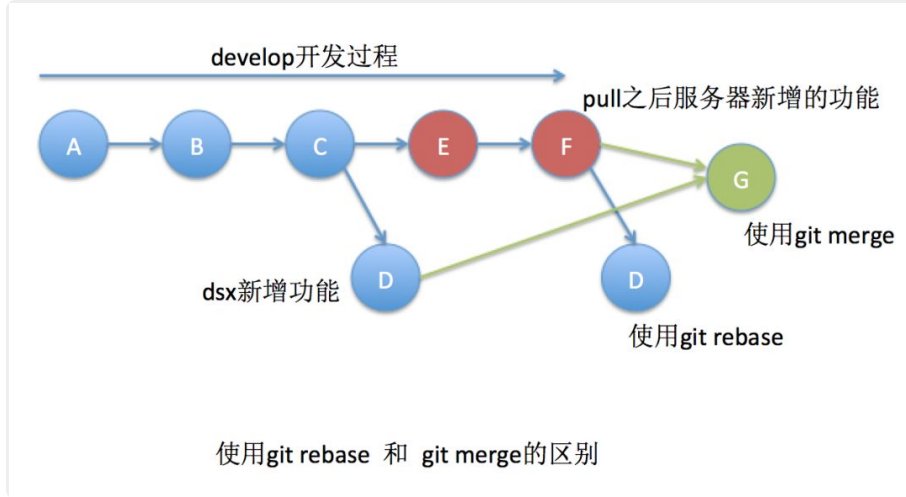 develop开发过程
pull之后服务器新增的功能
A B C E F
G
使用git merge
D D
dsx新增功能
使用git rebase
使用git rebase 和 git merge的区别